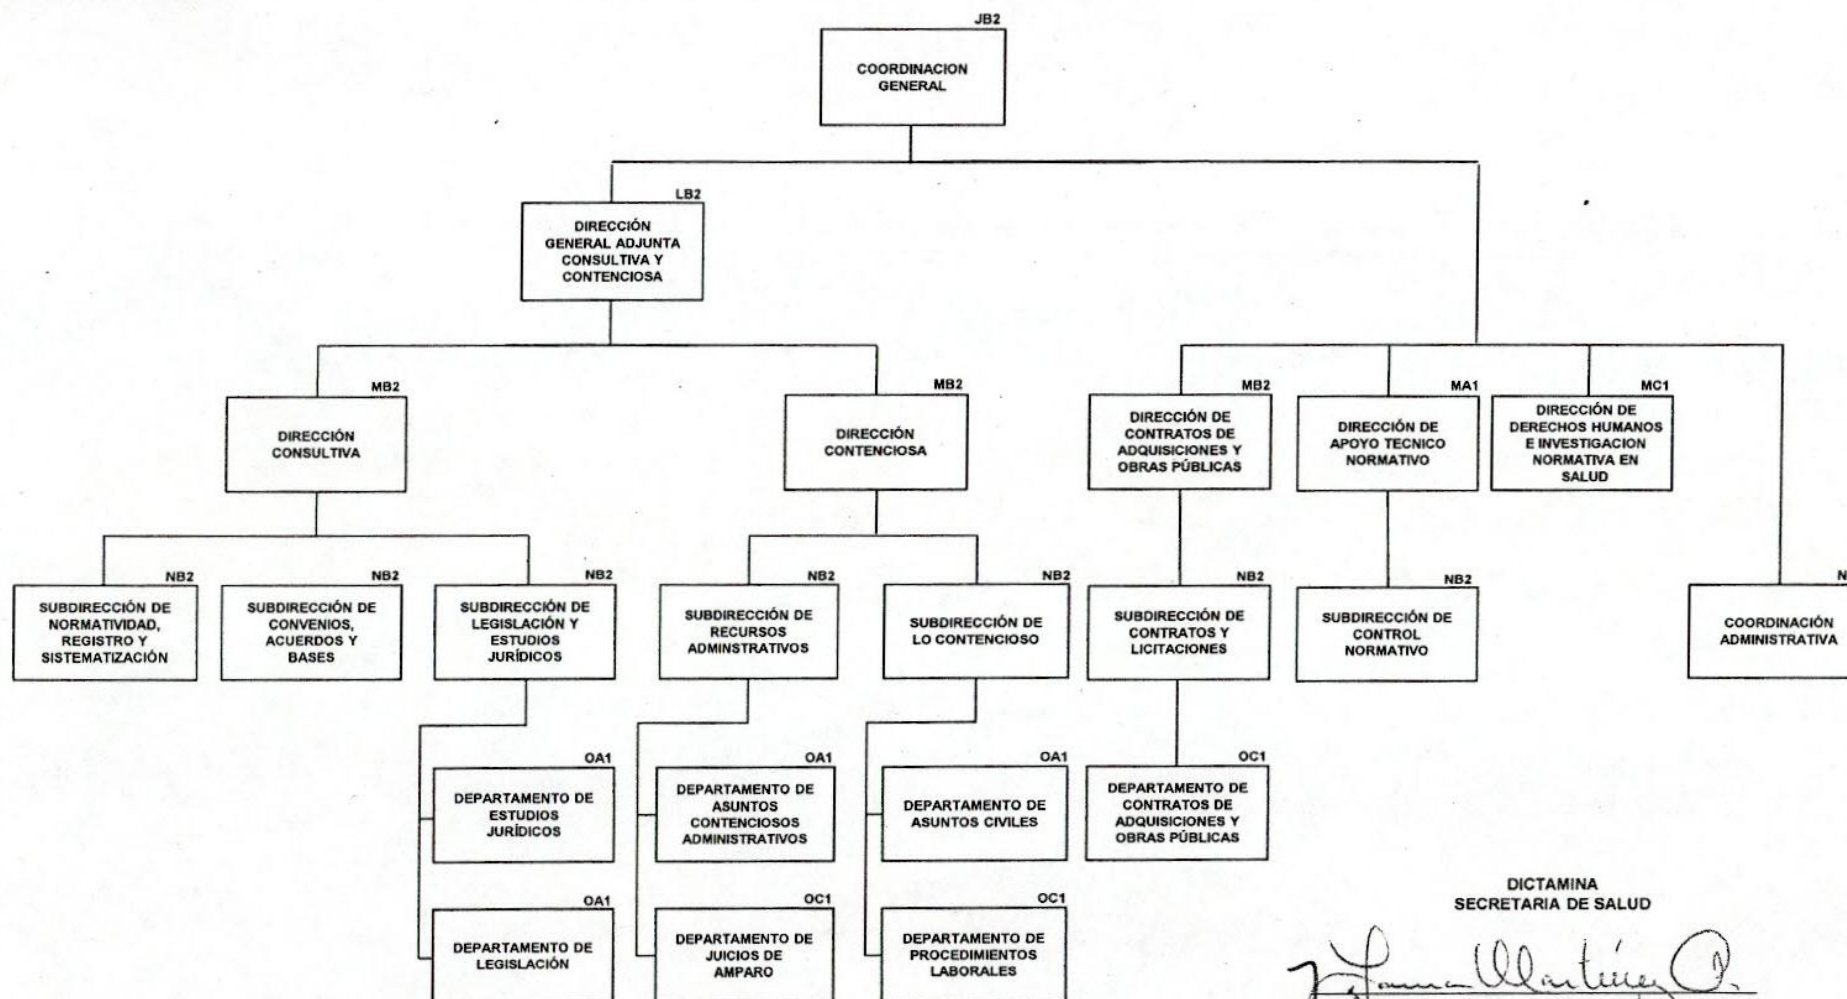 JB2
COORDINACION
GENERAL
LB2
DIRECCIÓN
GENERAL ADJUNTA
CONSULTIVA Y
CONTENCIOSA
MB2
DIRECCIÓN
CONSULTIVA
MB2
DIRECCIÓN
CONTENCIOSA
MB2
DIRECCIÓN DE
CONTRATOS DE
ADQUISICIONES Y
OBRAS PÚBLICAS
MA1
DIRECCIÓN DE
APOYO TECNICO
NORMATIVO
MC1
DIRECCIÓN DE
DERECHOS HUMANOS
E INVESTIGACION
NORMATIVA EN
SALUD
NB2
SUBDIRECCIÓN DE
NORMATIVIDAD,
REGISTRO Y
SISTEMATIZACIÓN
NB2
SUBDIRECCIÓN DE
CONVENIOS,
ACUERDOS Y
BASES
NB2
SUBDIRECCIÓN DE
LEGISLACIÓN Y
ESTUDIOS
JURÍDICOS
NB2
SUBDIRECCIÓN DE
RECURSOS
ADMINSTRATIVOS
NB2
SUBDIRECCIÓN DE
LO CONTENCIOSO
NB2
SUBDIRECCIÓN DE
CONTRATOS Y
LICITACIONES
NB2
SUBDIRECCIÓN DE
CONTROL
NORMATIVO
COORDINACIÓN
ADMINISTRATIVA
OA1
DEPARTAMENTO DE
ESTUDIOS
JURÍDICOS
OA1
DEPARTAMENTO DE
ASUNTOS
CONTENCIOSOS
ADMINISTRATIVOS
OA1
DEPARTAMENTO DE
ASUNTOS CIVILES
OC1
DEPARTAMENTO DE
CONTRATOS DE
ADQUISICIONES Y
OBRAS PÚBLICAS
OA1
DEPARTAMENTO DE
LEGISLACIÓN
OC1
DEPARTAMENTO DE
JUICIOS DE
AMPARO
OC1
DEPARTAMENTO DE
PROCEDIMIENTOS
LABORALES
DICTAMINA
SECRETARIA DE SALUD